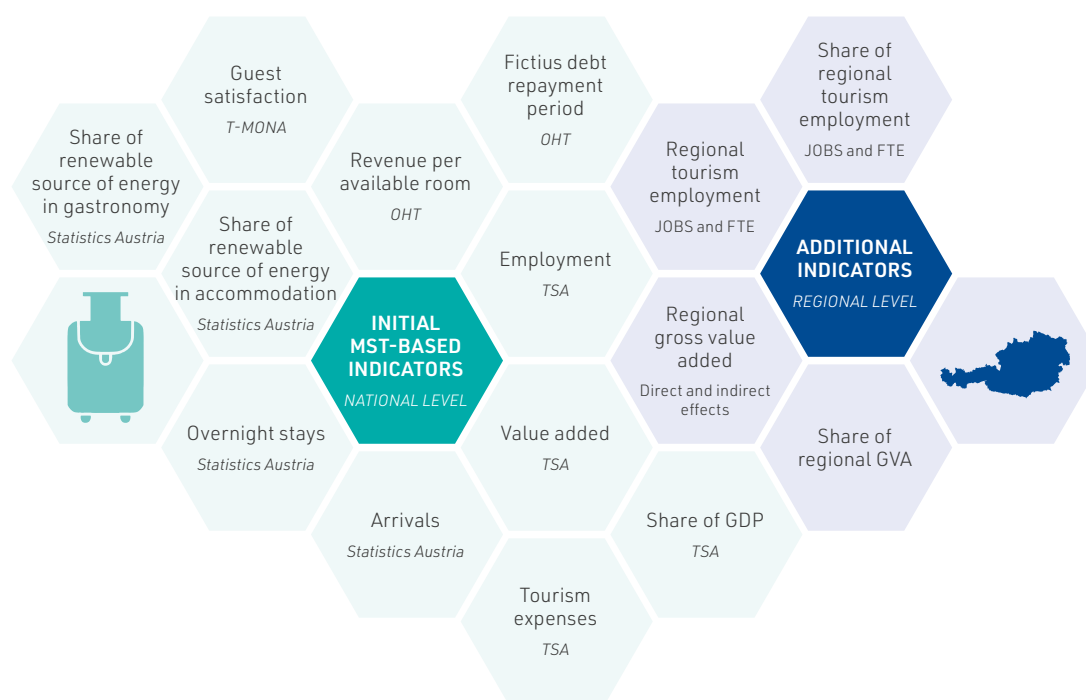 Guest
satisfaction
T-MONA
Fictius debt
repayment
period
OHT
Share of
regional
tourism
employment
JOBS and FTE
Share of
renewable
source of energy
in gastronomy
Statistics Austria
Revenue per
available room
OHT
Regional
tourism
employment
JOBS and FTE
Share of
renewable
source of energy
in accommodation
Statistics Austria
Employment
TSA
ADDITIONAL
INDICATORS
REGIONAL LEVEL
INITIAL
MST-BASED
INDICATORS
NATIONAL LEVEL
Regional
gross value
added
Direct and indirect
effects
Overnight stays
Statistics Austria
Value added
TSA
Share of
regional GVA
Arrivals
Statistics Austria
Share of GDP
TSA
Tourism
expenses
TSA